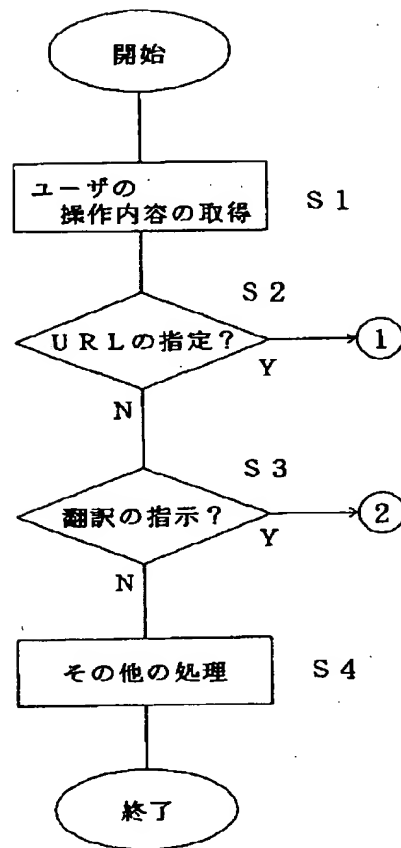 開始
ユーザの
操作内容の取得
S1
S2
URLの指定?
Y
①
N
S3
翻訳の指示?
Y
②
N
その他の処理
S4
終了